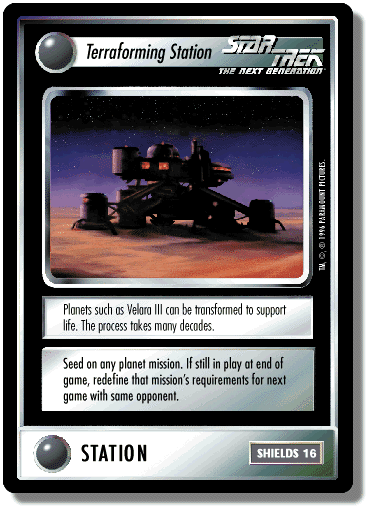 Terraforming Station
STAR TREK
THE NEXT GENERATION®
TM, ©, ® 1996 PARAMOUNT PICTURES.
Planets such as Velara III can be transformed to support
life. The process takes many decades.
Seed on any planet mission. If still in play at end of
game, redefine that mission's requirements for next
game with same opponent.
STATION
SHIELDS 16